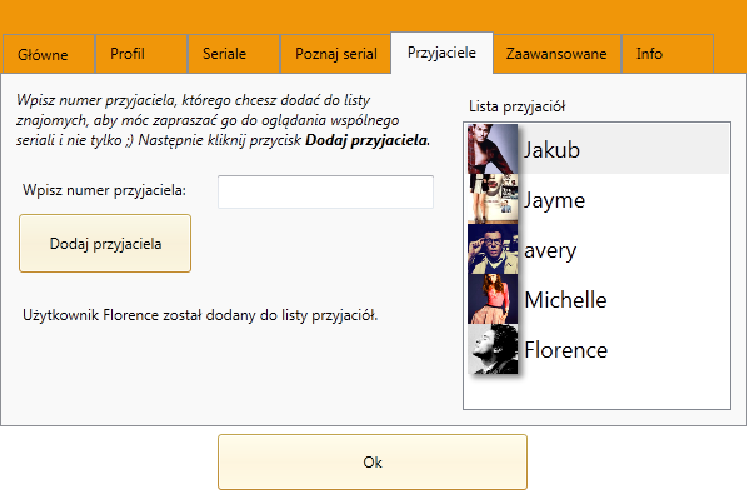 Główne
Profil
Seriale
Poznaj serial
Przyjaciele
Zaawansowane
Info
Wpisz numer przyjaciela, którego chcesz dodać do listy
znajomych, aby móc zapraszać go do oglądania wspólnego
seriali i nie tylko ;) Następnie kliknij przycisk Dodaj przyjaciela.
Wpisz numer przyjaciela:
Dodaj przyjaciela
Użytkownik Florence został dodany do listy przyjaciół.
Lista przyjaciół
Jakub
Jayme
avery
Michelle
Florence
Ok